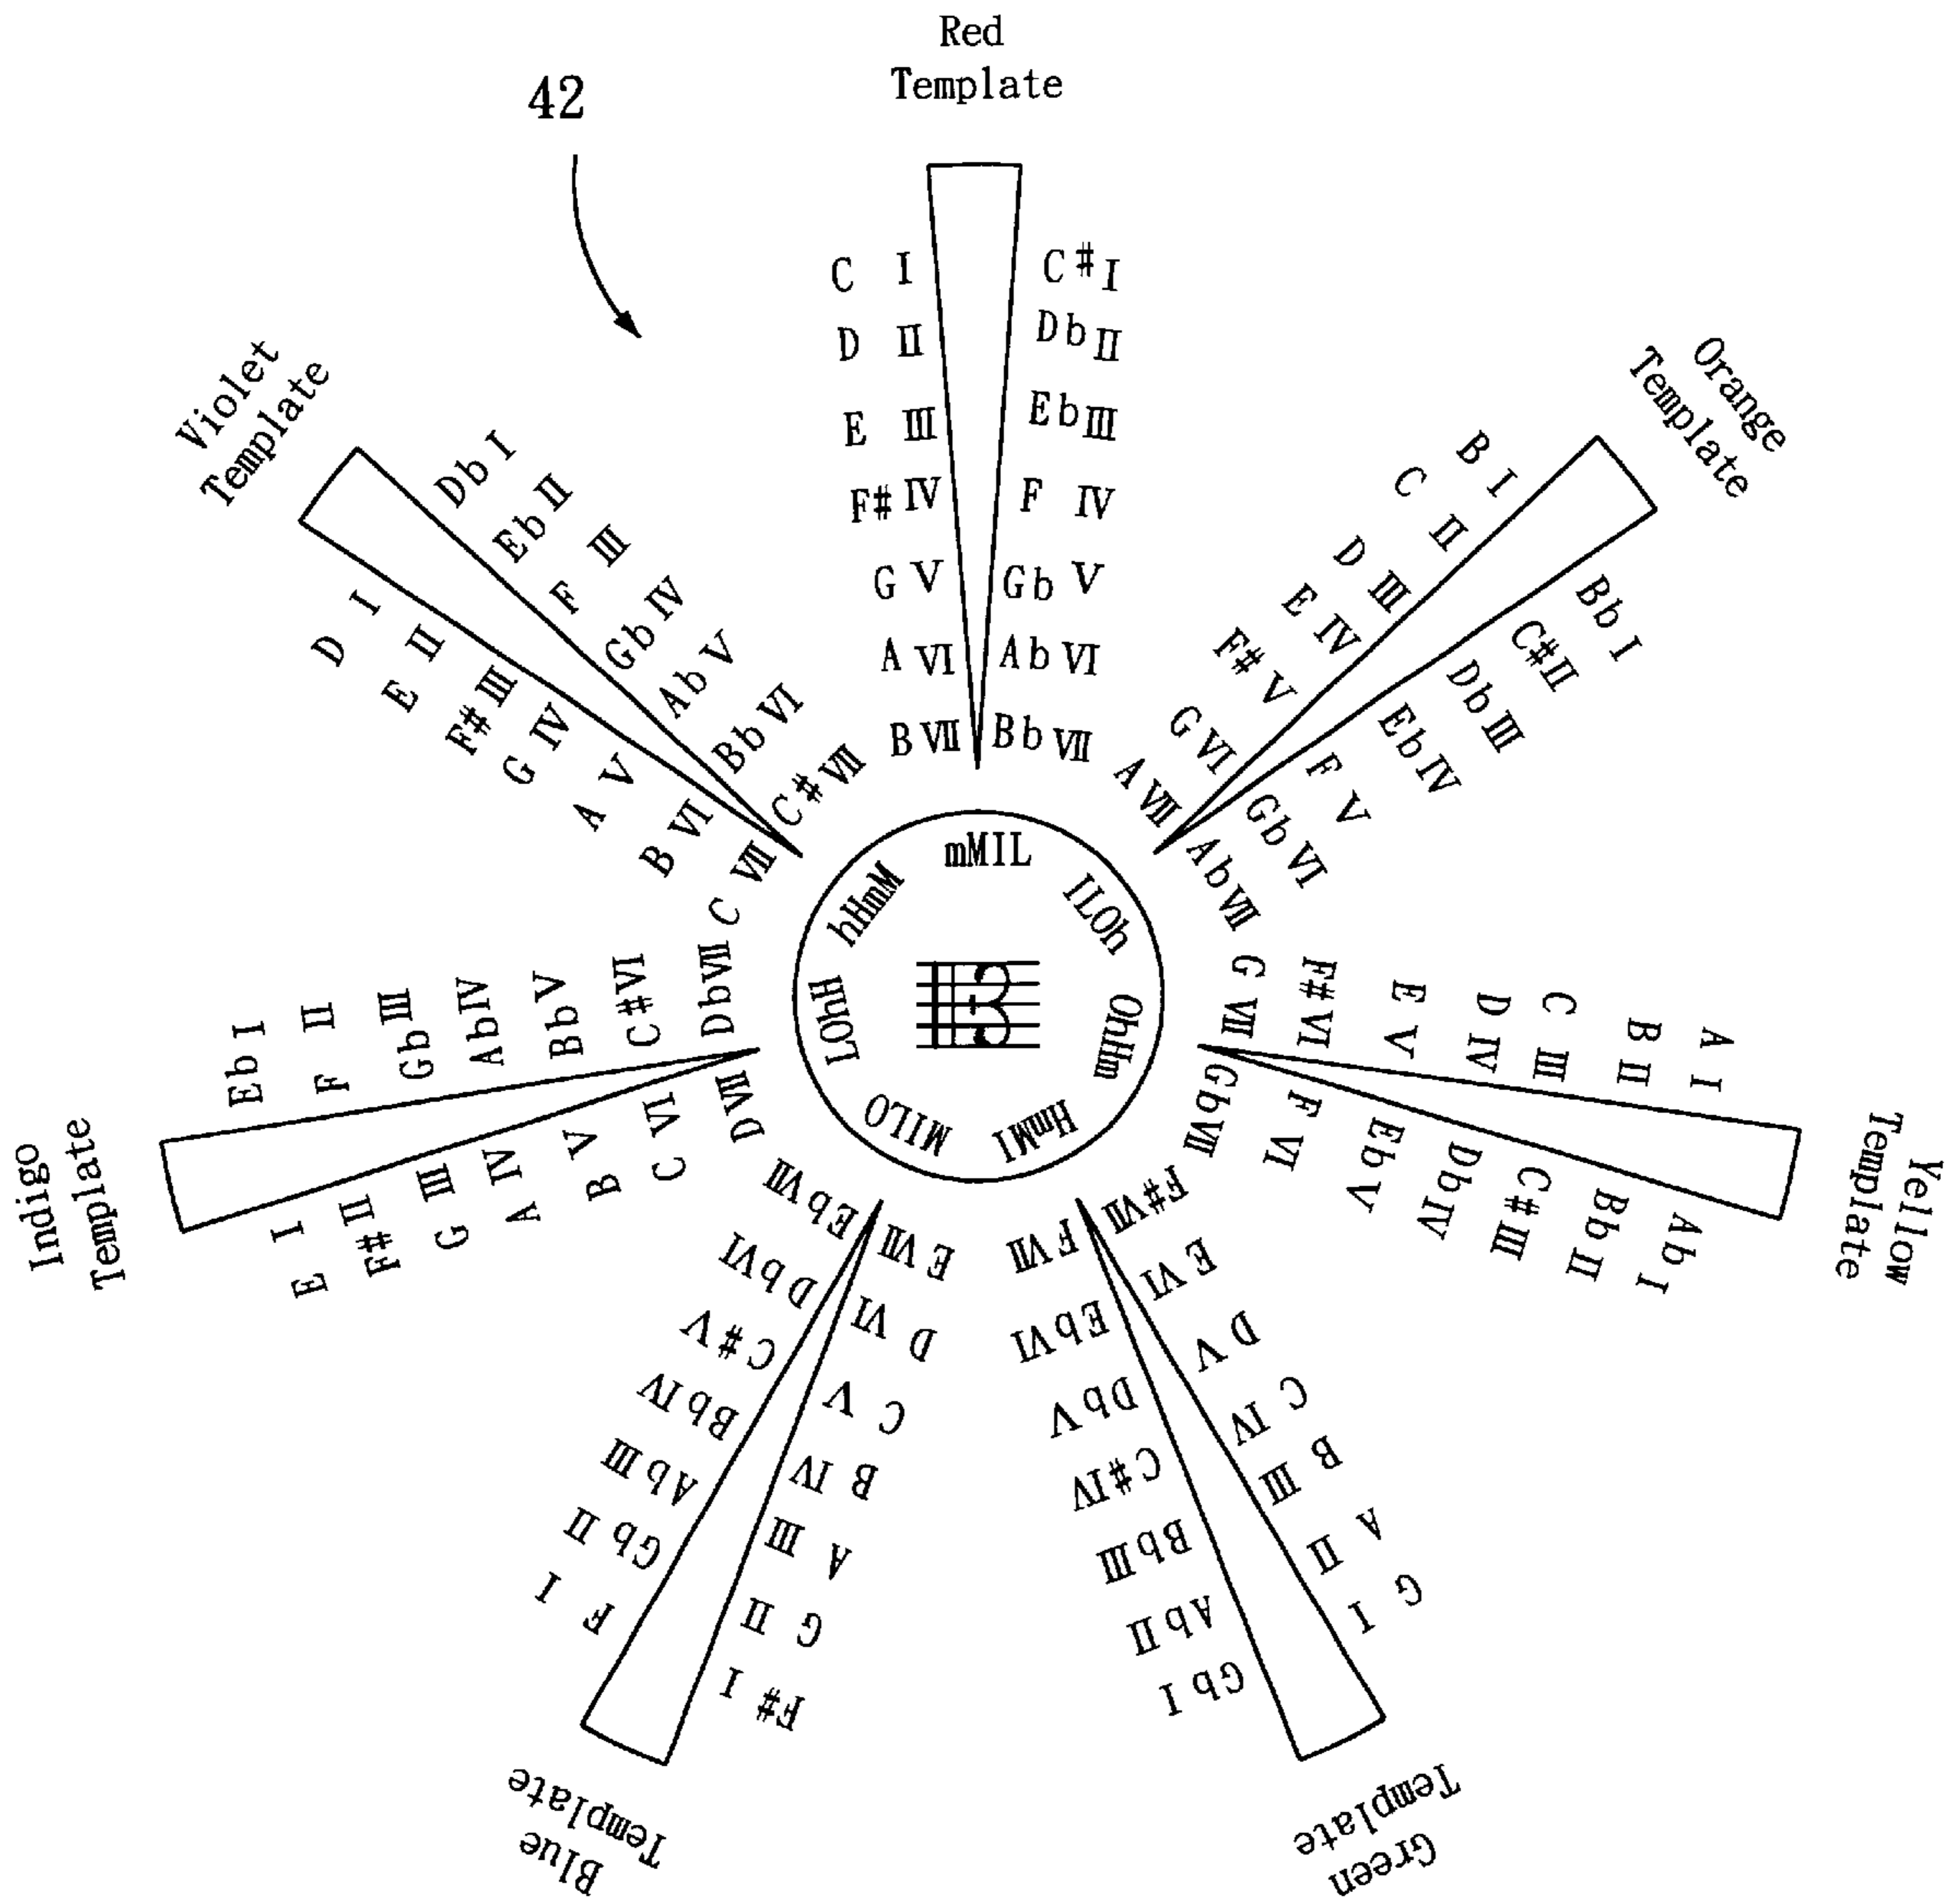 Red
Template
42
C I
D II
E III
F# IV
G V
A VI
B VII
C# I
Db II
Eb III
F IV
Gb V
Ab VI
Bb VII
Orange
Template
B I
C II
D III
E IV
F# V
G VI
A VII
Bb I
C# II
Db III
Eb IV
F V
Gb VI
Ab VII
Yellow
Template
A I
B II
C III
D IV
E V
F# VI
G VII
Ab I
Bb II
C# III
Db IV
Eb V
F VI
Gb VII
Green
Template
G I
A II
B III
C IV
D V
E VI
F# VII
Gb I
Ab II
Bb III
C# IV
Db V
Eb VI
F VII
Blue
Template
F# I
G II
A III
B IV
C V
D VI
E VII
F I
Gb II
Ab III
Bb IV
C# V
Db VI
Eb VII
Indigo
Template
E I
F# II
G III
A IV
B V
C VI
D VII
Eb I
F II
Gb III
Ab IV
Bb V
C# VI
Db VII
Violet
Template
D I
E II
F# III
G IV
A V
B VI
C VII
Db I
Eb II
F III
Gb IV
Ab V
Bb VI
C# VII
mMIL
ILOh
OhHm
HmMI
MILO
LOhH
hHmM